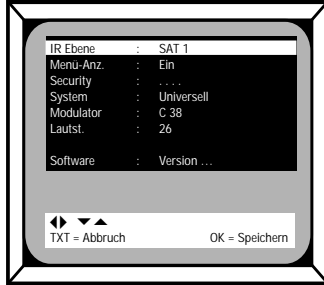 IR Ebene : SAT 1
Menü-Anz. : Ein
Security : . . . .
System : Universell
Modulator : C 38
Lautst. : 26
Software : Version ...
TXT = Abbruch OK = Speichern